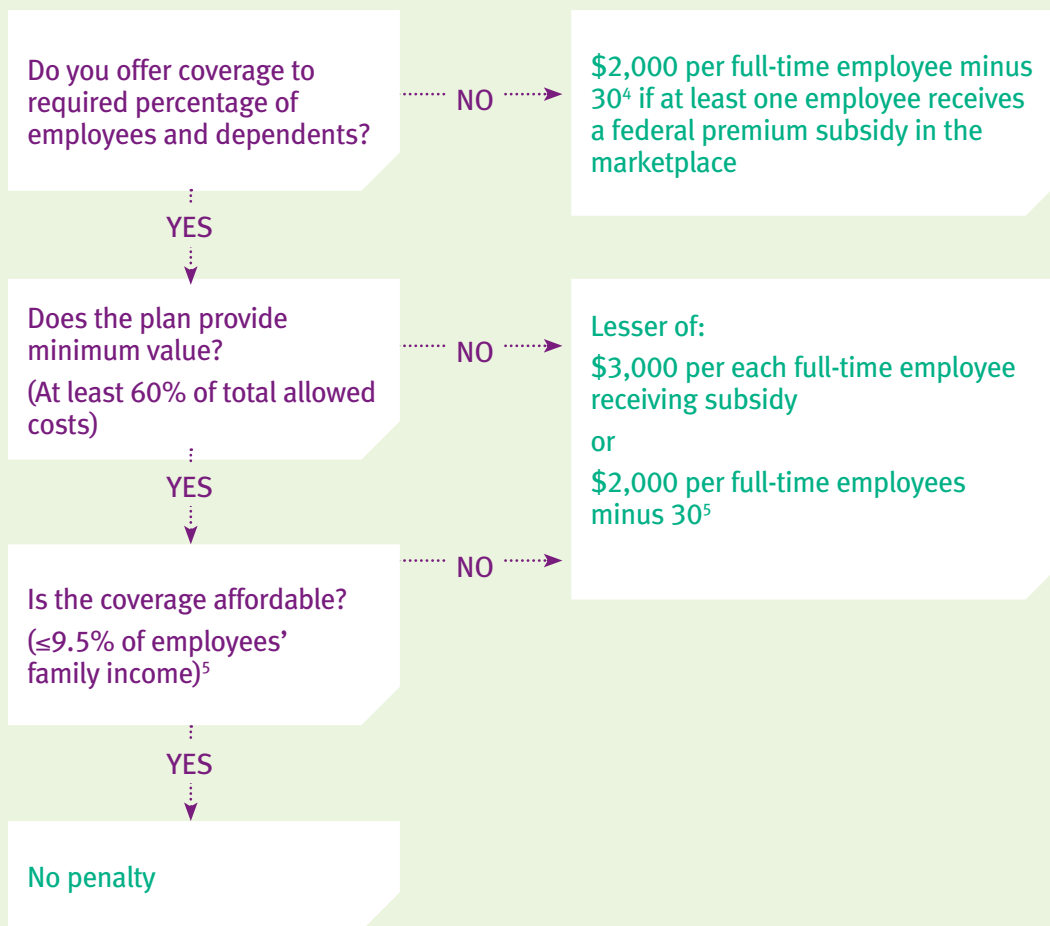 Do you offer coverage to
required percentage of
employees and dependents?
NO
$2,000 per full-time employee minus
30⁴ if at least one employee receives
a federal premium subsidy in the
marketplace
YES
Does the plan provide
minimum value?
(At least 60% of total allowed
costs)
NO
Lesser of:
$3,000 per each full-time employee
receiving subsidy
or
$2,000 per full-time employees
minus 30⁵
YES
Is the coverage affordable?
(≤9.5% of employees’
family income)⁵
NO
YES
No penalty